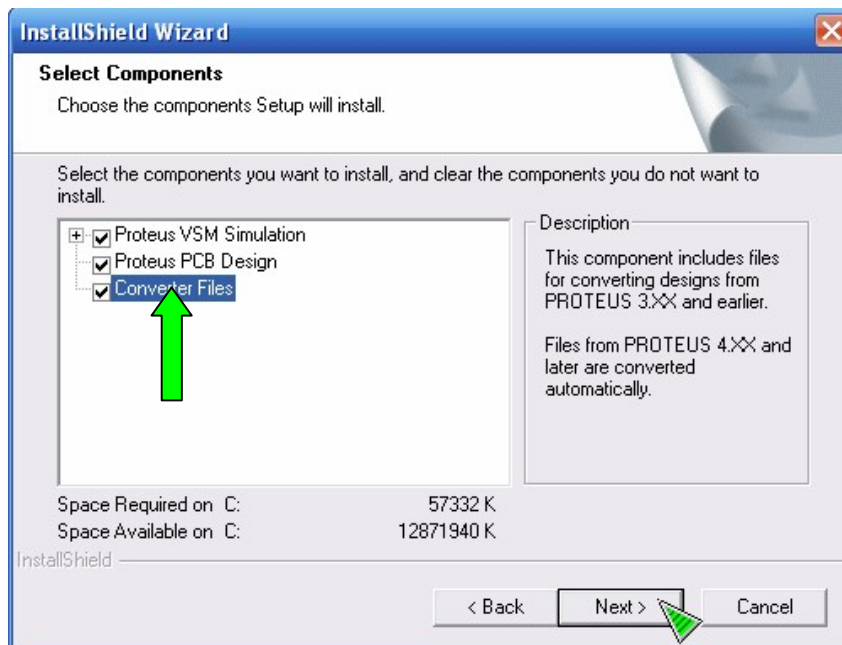 InstallShield Wizard
Select Components
Choose the components Setup will install.
Select the components you want to install, and clear the components you do not want to
install.
Proteus VSM Simulation
Proteus PCB Design
Converter Files
Description
This component includes files
for converting designs from
PROTEUS 3.XX and earlier.
Files from PROTEUS 4.XX and
later are converted
automatically.
Space Required on C: 57332 K
Space Available on C: 12871940 K
InstallShield
< Back Next > Cancel